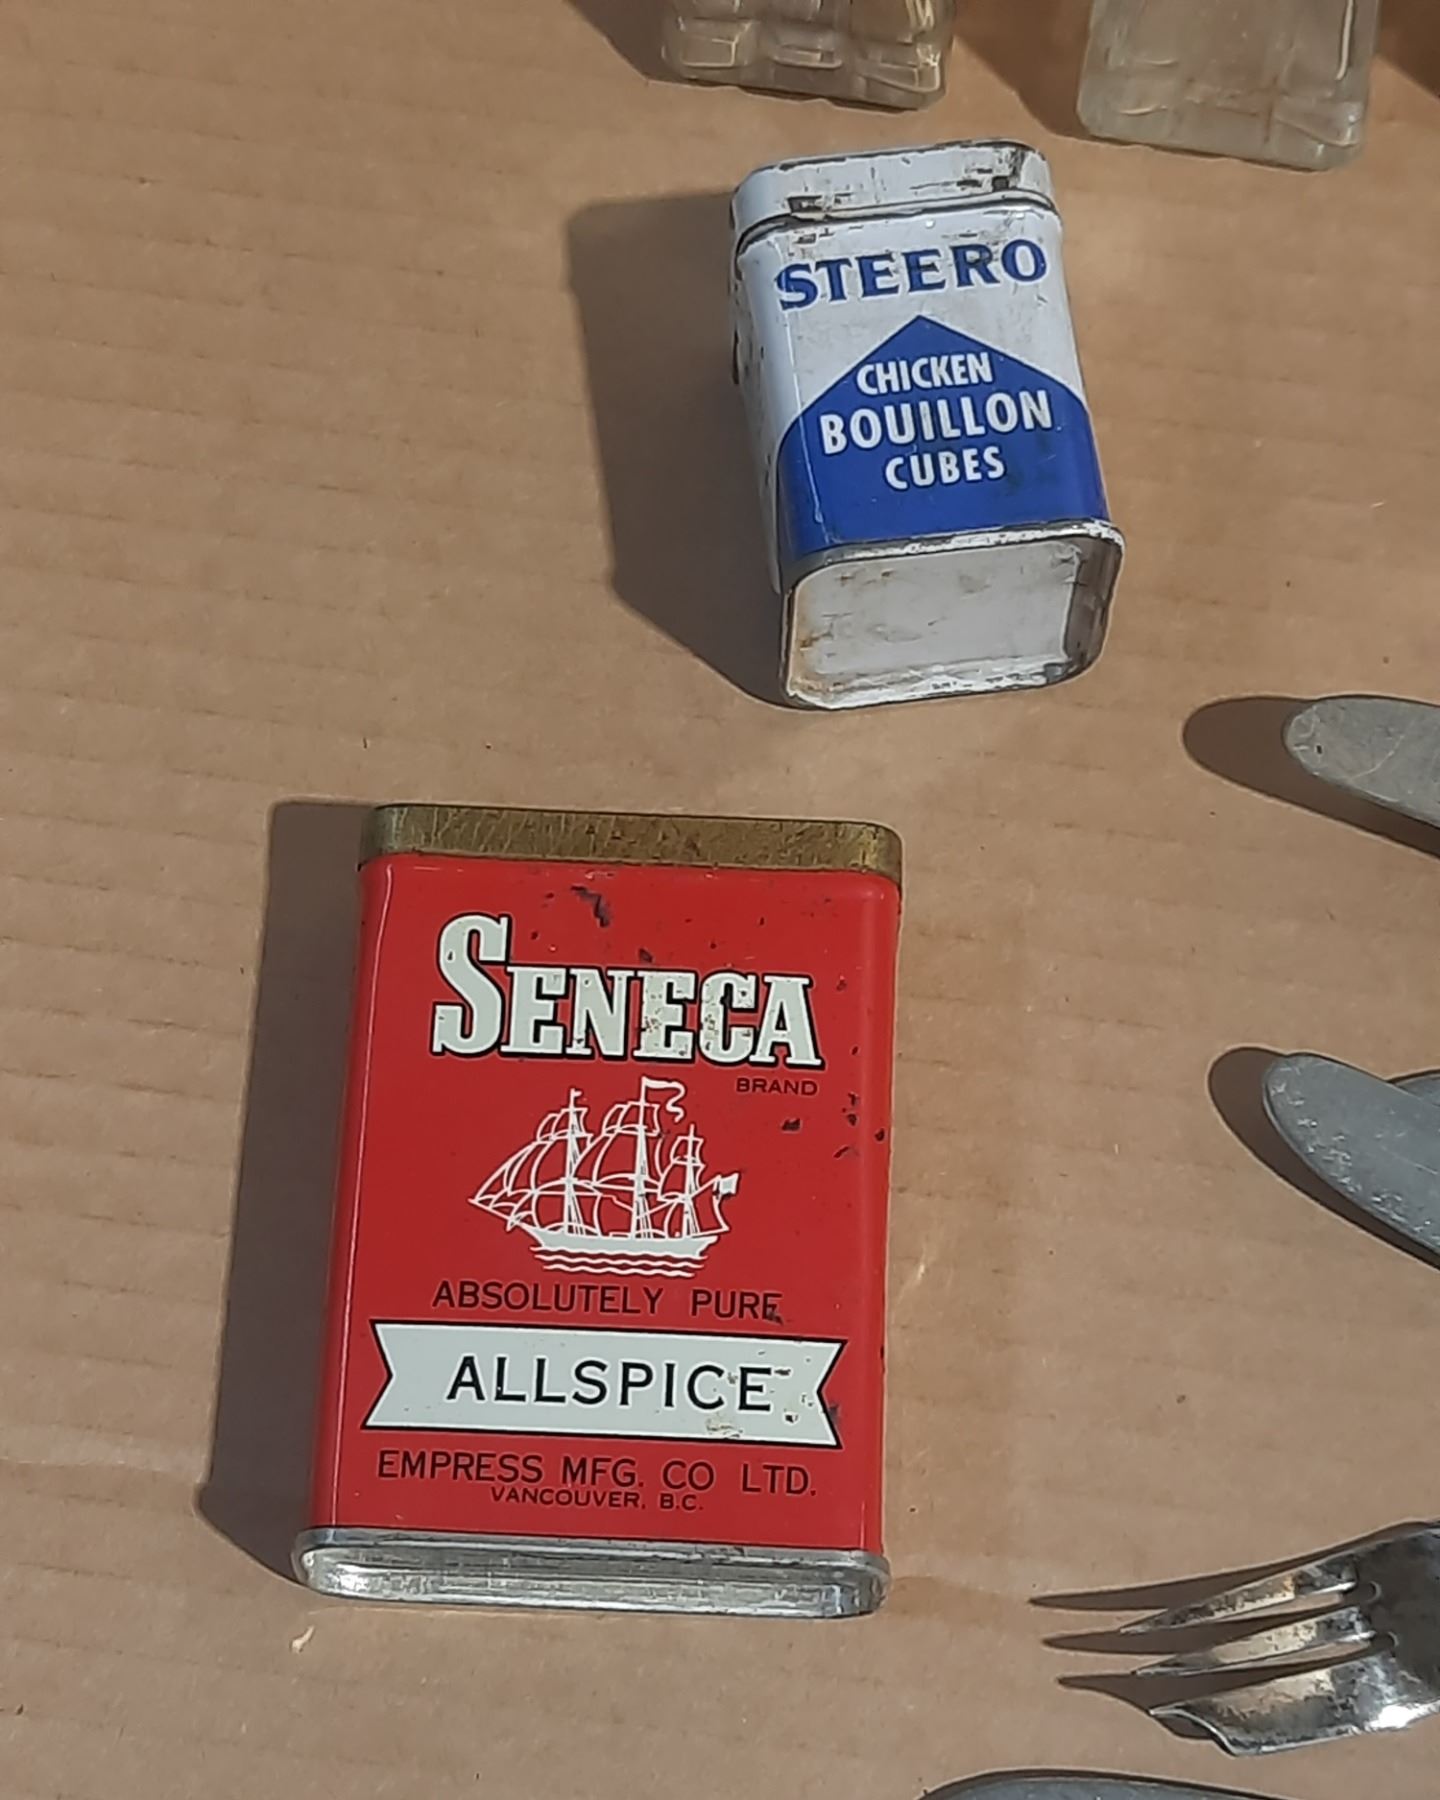 STEERO
CHICKEN
BOUILLON
CUBES
SENECA
BRAND
ABSOLUTELY PURE
ALLSPICE
EMPRESS MFG. CO LTD.
VANCOUVER, B.C.